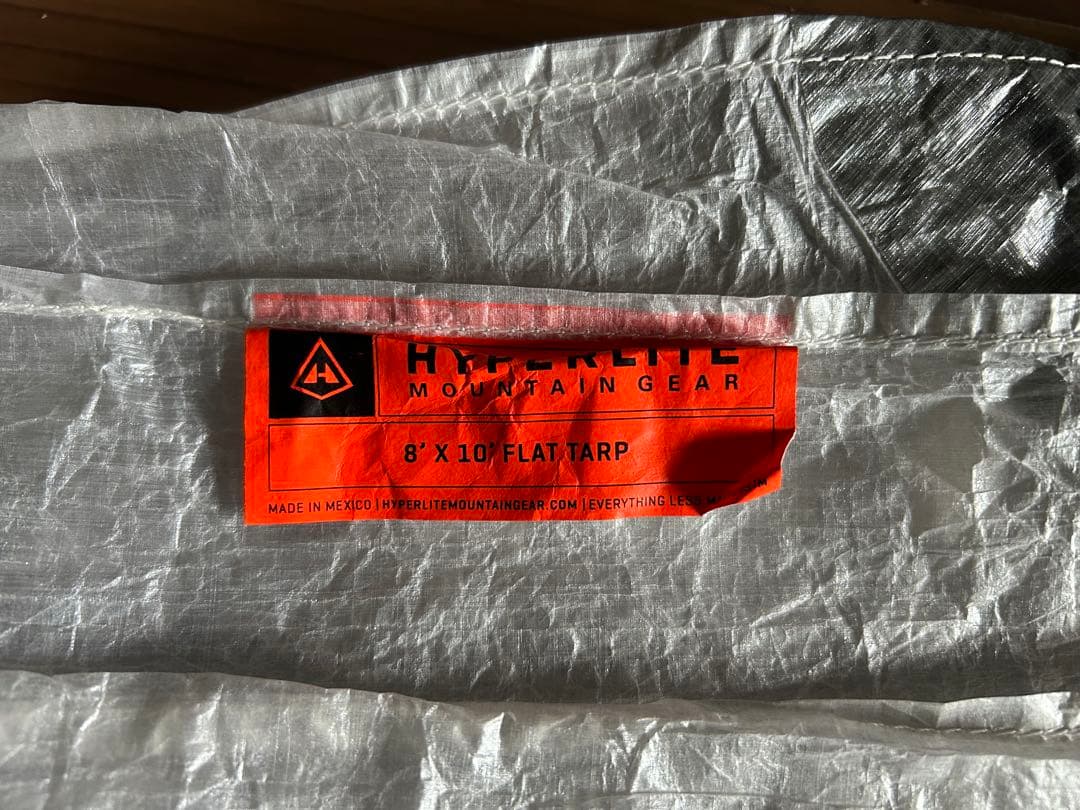 H
HYPERLITE
MOUNTAIN GEAR
8' X 10' FLAT TARP
MADE IN MEXICO | HYPERLITEMOUNTAINGEAR.COM | EVERYTHING LESS